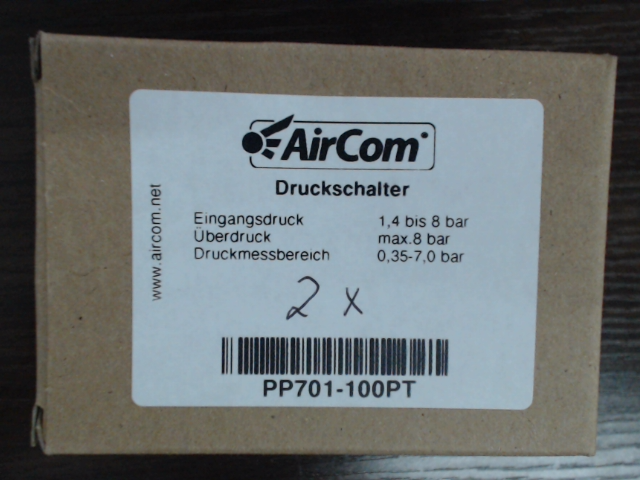 AirCom
Druckschalter
Eingangsdruck 1,4 bis 8 bar
Überdruck max.8 bar
Druckmessbereich 0,35-7,0 bar
www.aircom.net
2 x
PP701-100PT